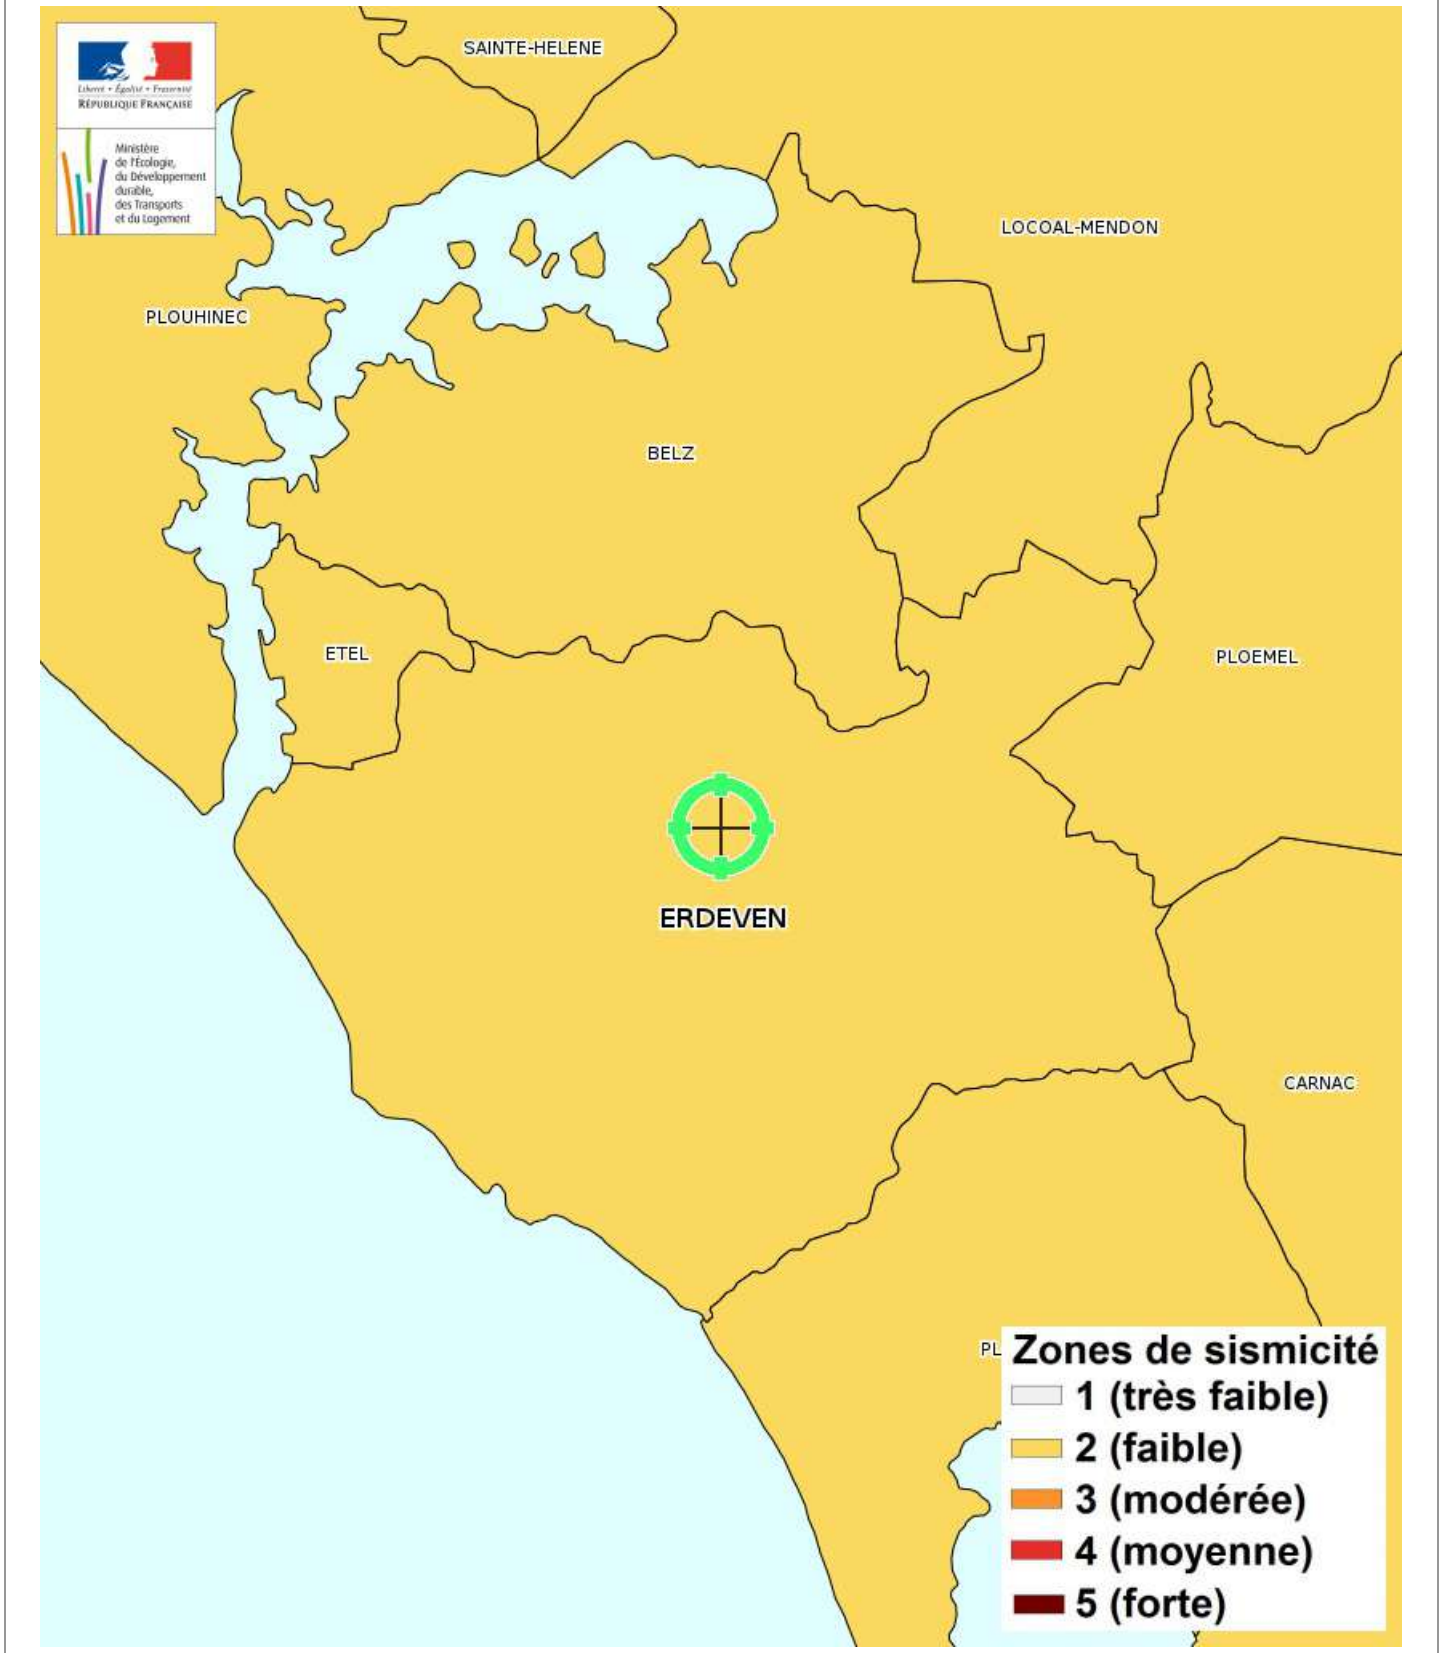 SAINTE-HELENE
Liberté • Égalité • Fraternité
RÉPUBLIQUE FRANÇAISE
Ministère
de l'Écologie,
du Développement
durable,
des Transports
et du Logement
LOCOAL-MENDON
PLOUHINEC
BELZ
ETEL
PLOEMEL
ERDEVEN
CARNAC
PL
Zones de sismicité
1 (très faible)
2 (faible)
3 (modérée)
4 (moyenne)
5 (forte)